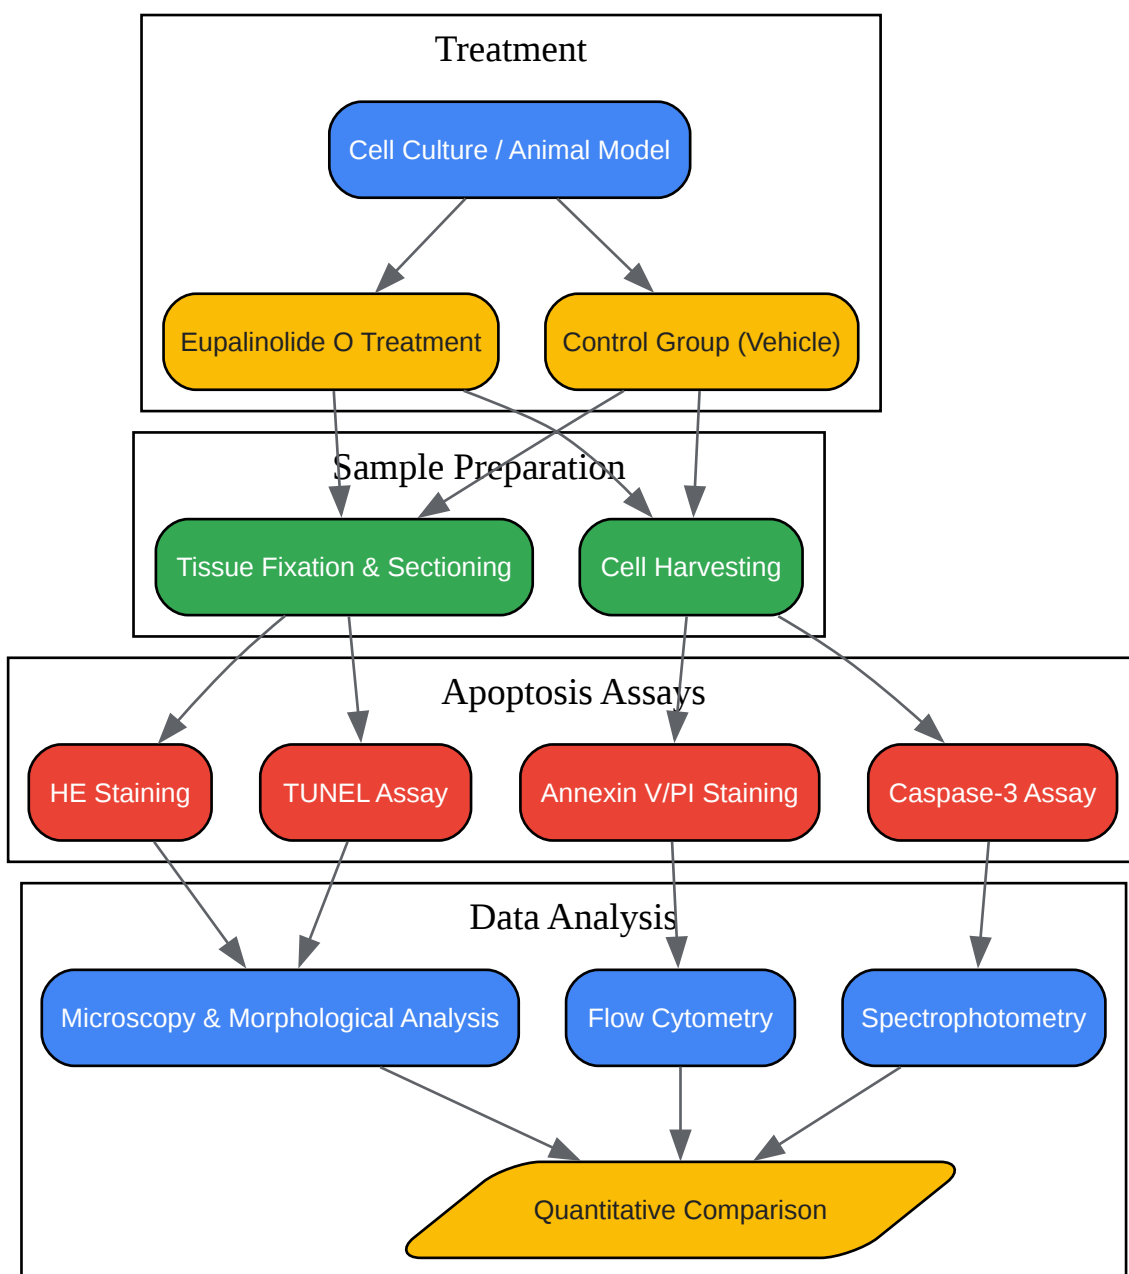 Treatment
Cell Culture / Animal Model
Eupalinolide O Treatment
Control Group (Vehicle)
Sample Preparation
Tissue Fixation & Sectioning
Cell Harvesting
Apoptosis Assays
HE Staining
TUNEL Assay
Annexin V/PI Staining
Caspase-3 Assay
Data Analysis
Microscopy & Morphological Analysis
Flow Cytometry
Spectrophotometry
Quantitative Comparison